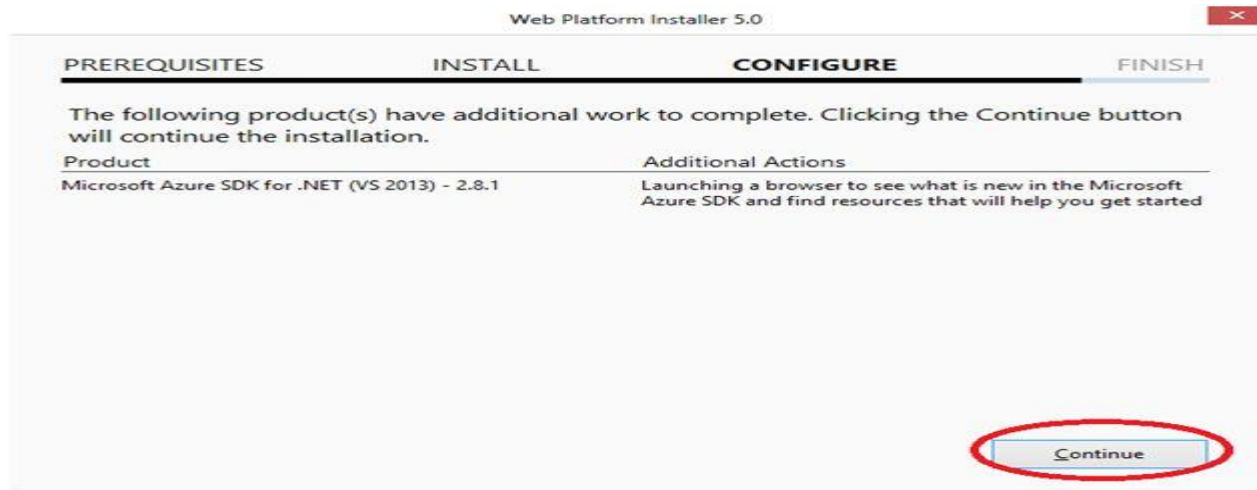 Web Platform Installer 5.0
PREREQUISITES INSTALL CONFIGURE FINISH
The following product(s) have additional work to complete. Clicking the Continue button
will continue the installation.
Product Additional Actions
Microsoft Azure SDK for .NET (VS 2013) - 2.8.1 Launching a browser to see what is new in the Microsoft
Azure SDK and find resources that will help you get started
Continue